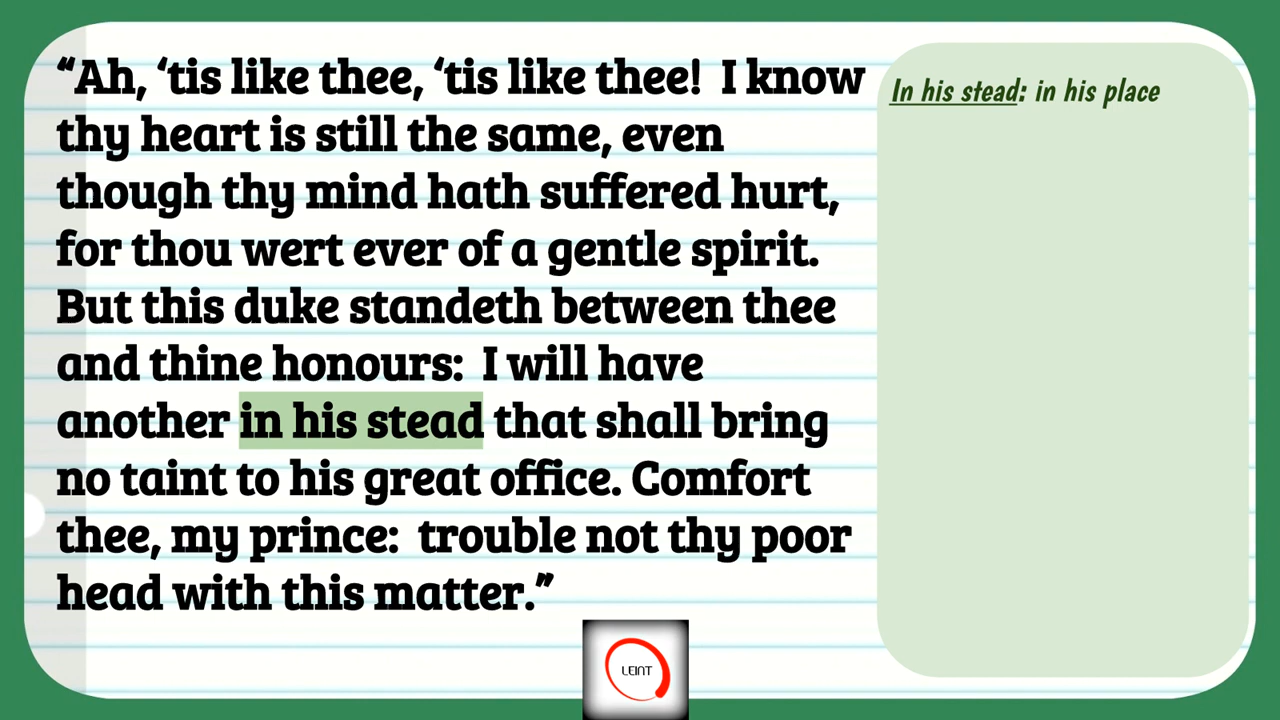 “Ah, ‘tis like thee, ‘tis like thee!  I know
thy heart is still the same, even
though thy mind hath suffered hurt,
for thou wert ever of a gentle spirit.
But this duke standeth between thee
and thine honours:  I will have
another in his stead that shall bring
no taint to his great office. Comfort
thee, my prince:  trouble not thy poor
head with this matter.”
In his stead: in his place
LEINT